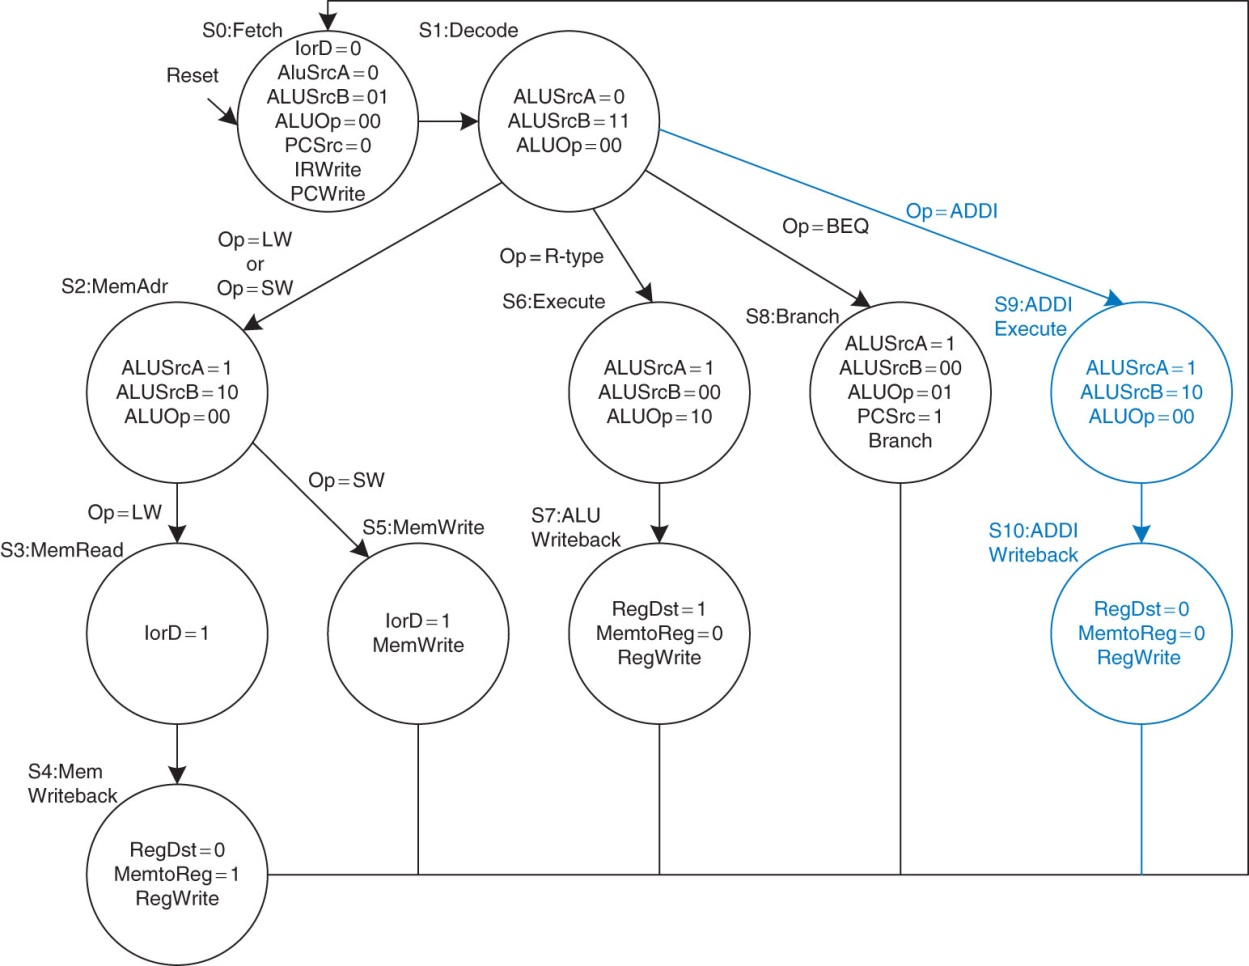 S0:Fetch
Reset
IorD=0
AluSrcA=0
ALUSrcB=01
ALUOp=00
PCSrc=0
IRWrite
PCWrite
S1:Decode
ALUSrcA=0
ALUSrcB=11
ALUOp=00
Op=LW
or
Op=SW
Op=R-type
Op=BEQ
Op=ADDI
S2:MemAdr
ALUSrcA=1
ALUSrcB=10
ALUOp=00
S6:Execute
ALUSrcA=1
ALUSrcB=00
ALUOp=10
S8:Branch
ALUSrcA=1
ALUSrcB=00
ALUOp=01
PCSrc=1
Branch
S9:ADDI
Execute
ALUSrcA=1
ALUSrcB=10
ALUOp=00
Op=LW
Op=SW
S3:MemRead
IorD=1
S5:MemWrite
IorD=1
MemWrite
S7:ALU
Writeback
RegDst=1
MemtoReg=0
RegWrite
S10:ADDI
Writeback
RegDst=0
MemtoReg=0
RegWrite
S4:Mem
Writeback
RegDst=0
MemtoReg=1
RegWrite